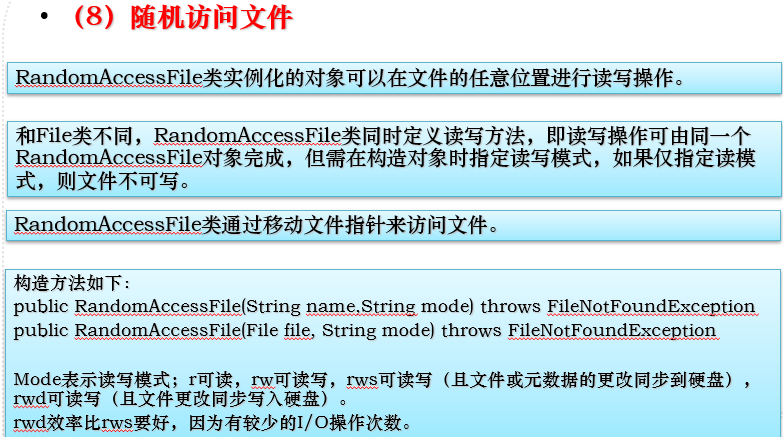 • （8）随机访问文件
RandomAccessFile类实例化的对象可以在文件的任意位置进行读写操作。
和File类不同，RandomAccessFile类同时定义读写方法，即读写操作可由同一个
RandomAccessFile对象完成，但需在构造对象时指定读写模式，如果仅指定读模
式，则文件不可写。
RandomAccessFile类通过移动文件指针来访问文件。
构造方法如下：
public RandomAccessFile(String name,String mode) throws FileNotFoundException
public RandomAccessFile(File file, String mode) throws FileNotFoundException
Mode表示读写模式；r可读，rw可读写，rws可读写（且文件或元数据的更改同步到硬盘），
rwd可读写（且文件更改同步写入硬盘）。
rwd效率比rws要好，因为有较少的I/O操作次数。